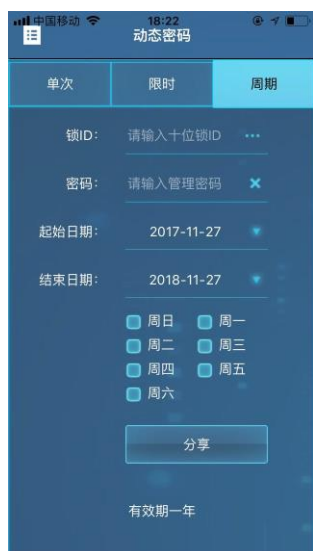 中国移动 18:22
动态密码
单次 限时 周期
锁ID: 请输入十位锁ID
密码: 请输入管理密码
起始日期: 2017-11-27
结束日期: 2018-11-27
周日 周一
周二 周三
周四 周五
周六
分享
有效期一年